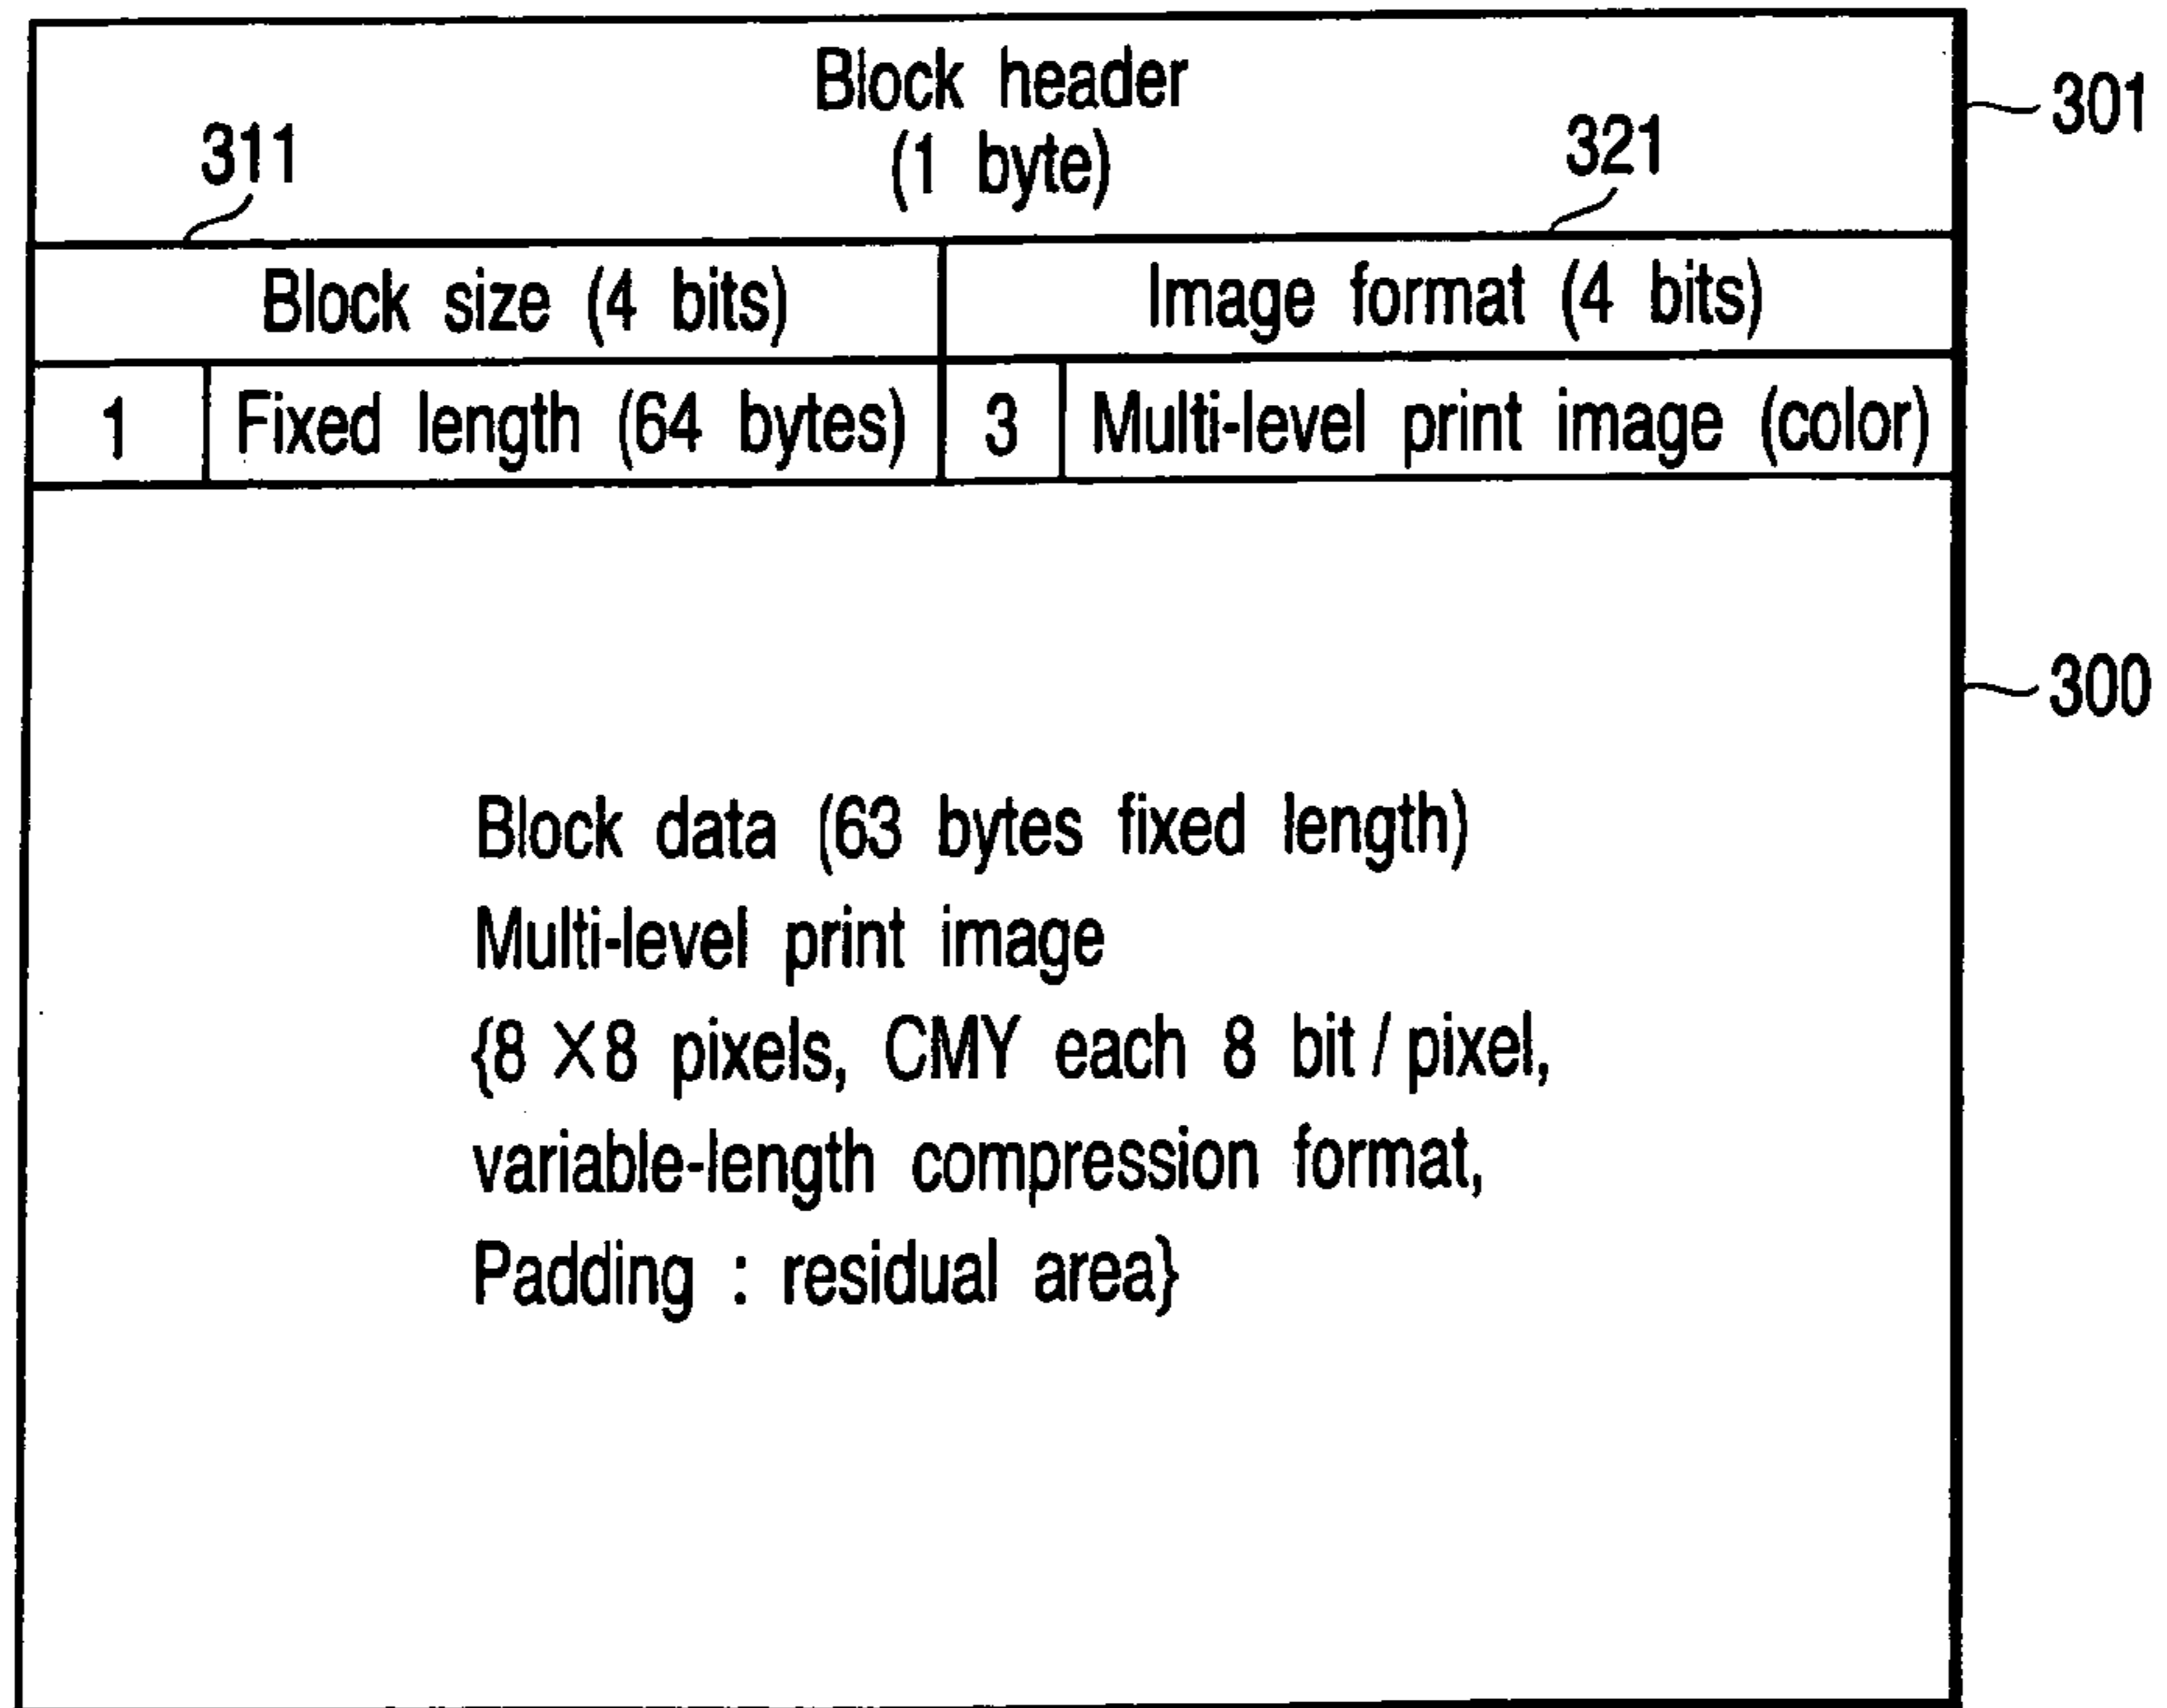 Block header
301
311
(1 byte)
321
Block size (4 bits)
Image format (4 bits)
1
Fixed length (64 bytes)
3
Multi-level print image (color)
300
Block data (63 bytes fixed length)
Multi-level print image
{8 ×8 pixels, CMY each 8 bit / pixel,
variable-length compression format,
Padding : residual area}